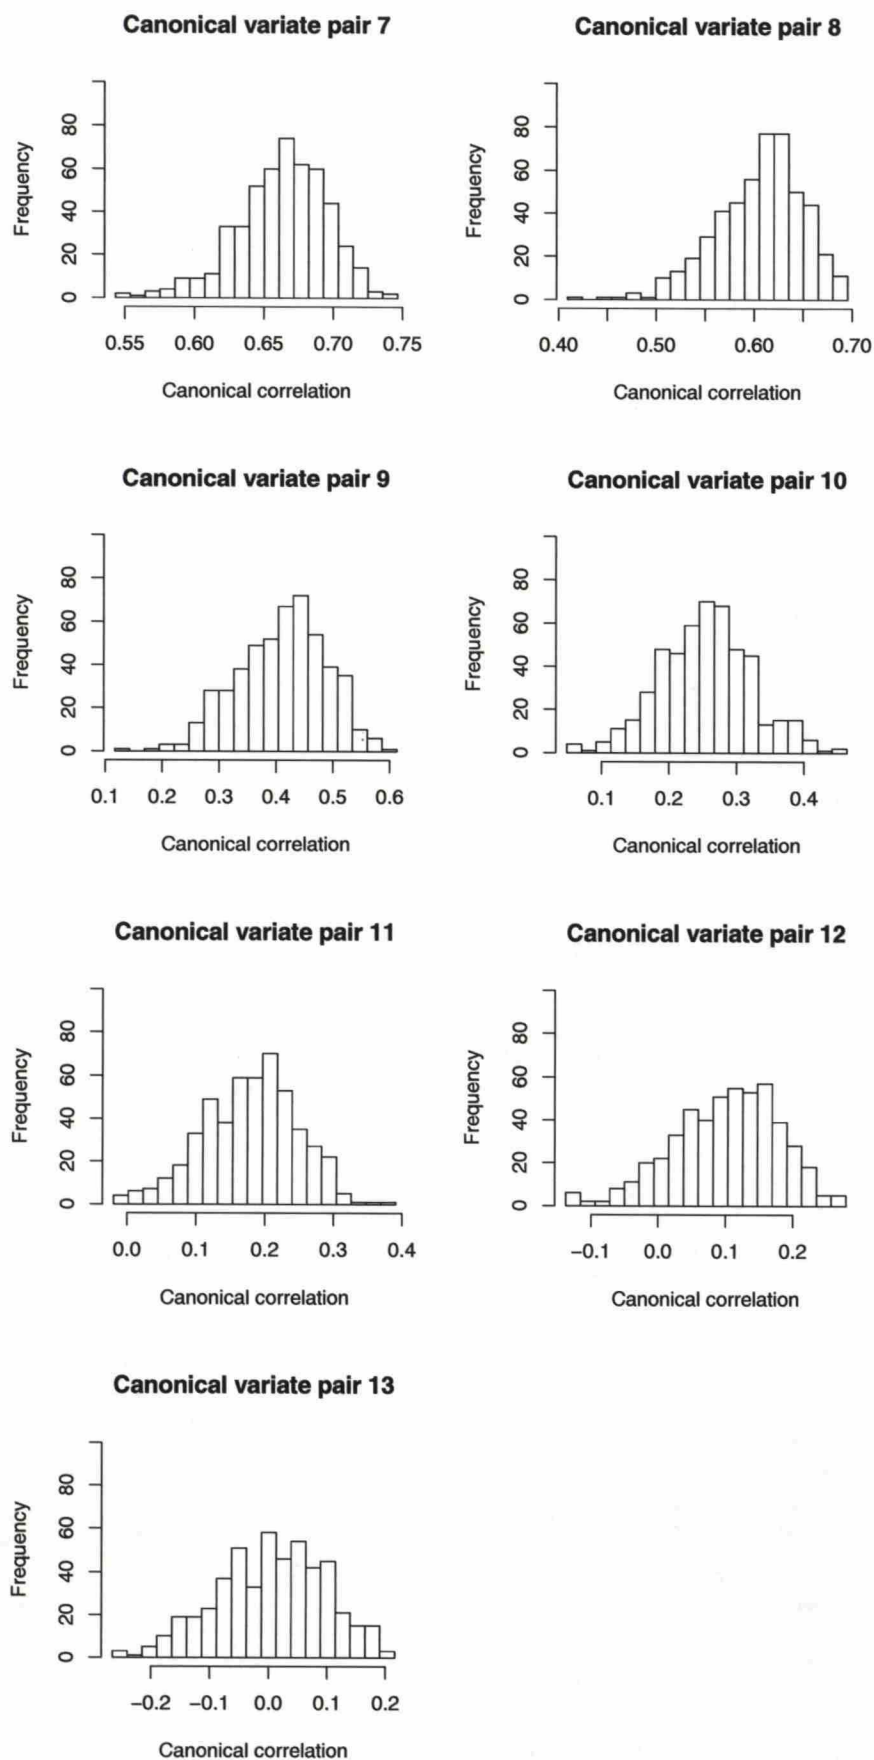 Canonical variate pair 7
Frequency
0 20 40 60 80
0.55 0.60 0.65 0.70 0.75
Canonical correlation
Canonical variate pair 8
Frequency
0 20 40 60 80
0.40 0.50 0.60 0.70
Canonical correlation
Canonical variate pair 9
Frequency
0 20 40 60 80
0.1 0.2 0.3 0.4 0.5 0.6
Canonical correlation
Canonical variate pair 10
Frequency
0 20 40 60 80
0.1 0.2 0.3 0.4
Canonical correlation
Canonical variate pair 11
Frequency
0 20 40 60 80
0.0 0.1 0.2 0.3 0.4
Canonical correlation
Canonical variate pair 12
Frequency
0 20 40 60 80
−0.1 0.0 0.1 0.2
Canonical correlation
Canonical variate pair 13
Frequency
0 20 40 60 80
−0.2 −0.1 0.0 0.1 0.2
Canonical correlation